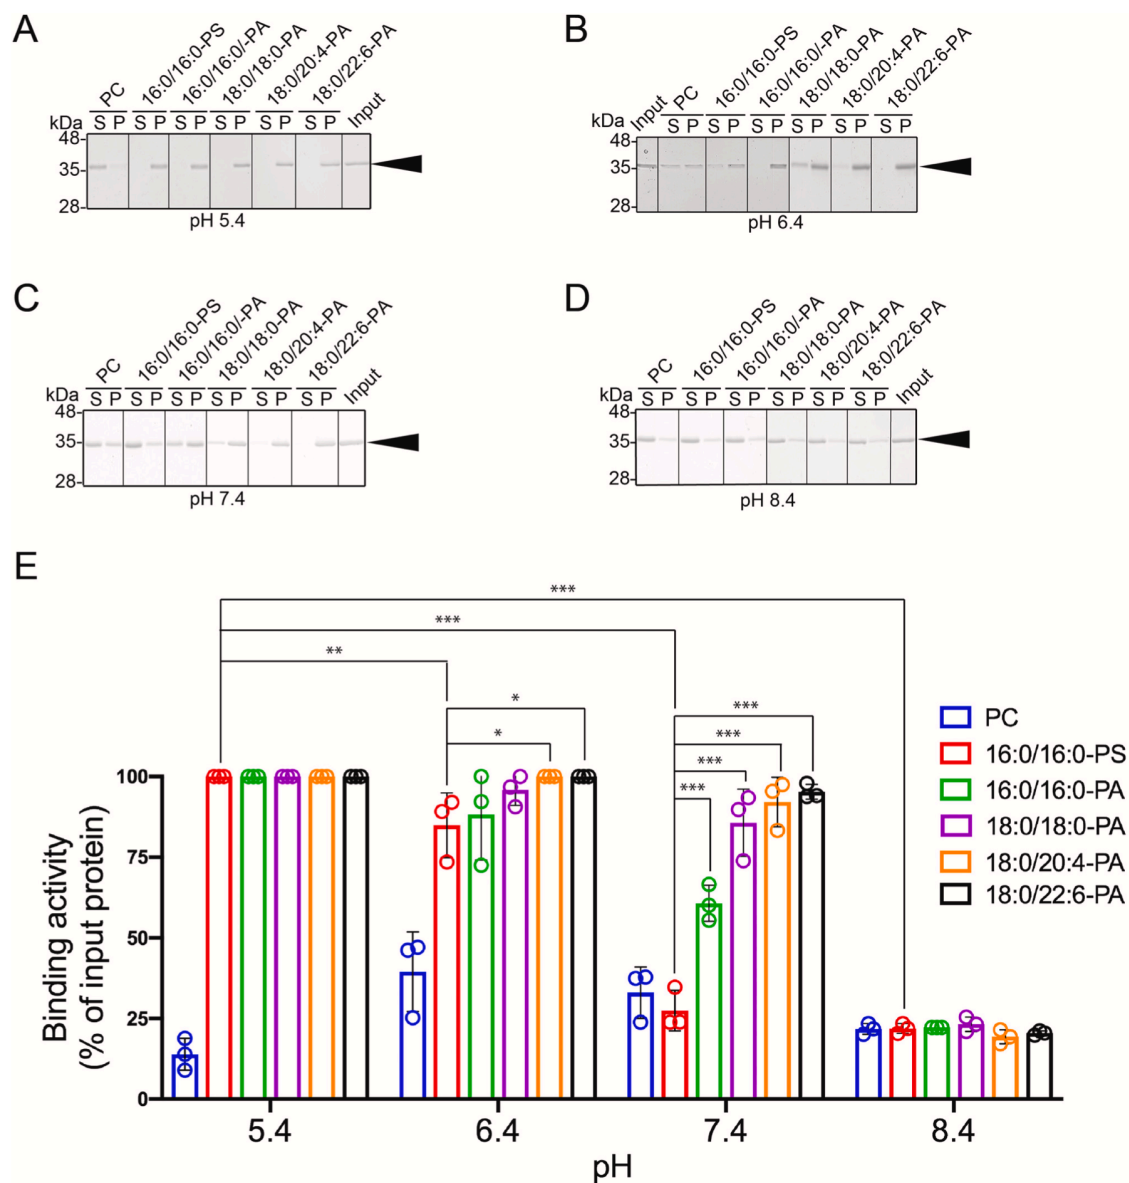 A
PC
16:0/16:0-PS
16:0/16:0/-PA
18:0/18:0-PA
18:0/20:4-PA
18:0/22:6-PA
Input
kDa
S P S P S P S P S P S P
48-
35-
28-
pH 5.4
B
Input
PC
16:0/16:0-PS
16:0/16:0/-PA
18:0/18:0-PA
18:0/20:4-PA
18:0/22:6-PA
kDa
S P S P S P S P S P S P
48-
35-
28-
pH 6.4
C
PC
16:0/16:0-PS
16:0/16:0/-PA
18:0/18:0-PA
18:0/20:4-PA
18:0/22:6-PA
Input
kDa
S P S P S P S P S P S P
48-
35-
28-
pH 7.4
D
PC
16:0/16:0-PS
16:0/16:0/-PA
18:0/18:0-PA
18:0/20:4-PA
18:0/22:6-PA
Input
kDa
S P S P S P S P S P S P
48-
35-
28-
pH 8.4
E
***
***
**
*
*
***
***
***
***
PC
16:0/16:0-PS
16:0/16:0-PA
18:0/18:0-PA
18:0/20:4-PA
18:0/22:6-PA
Binding activity
(% of input protein)
100
75
50
25
0
5.4 6.4 7.4 8.4
pH